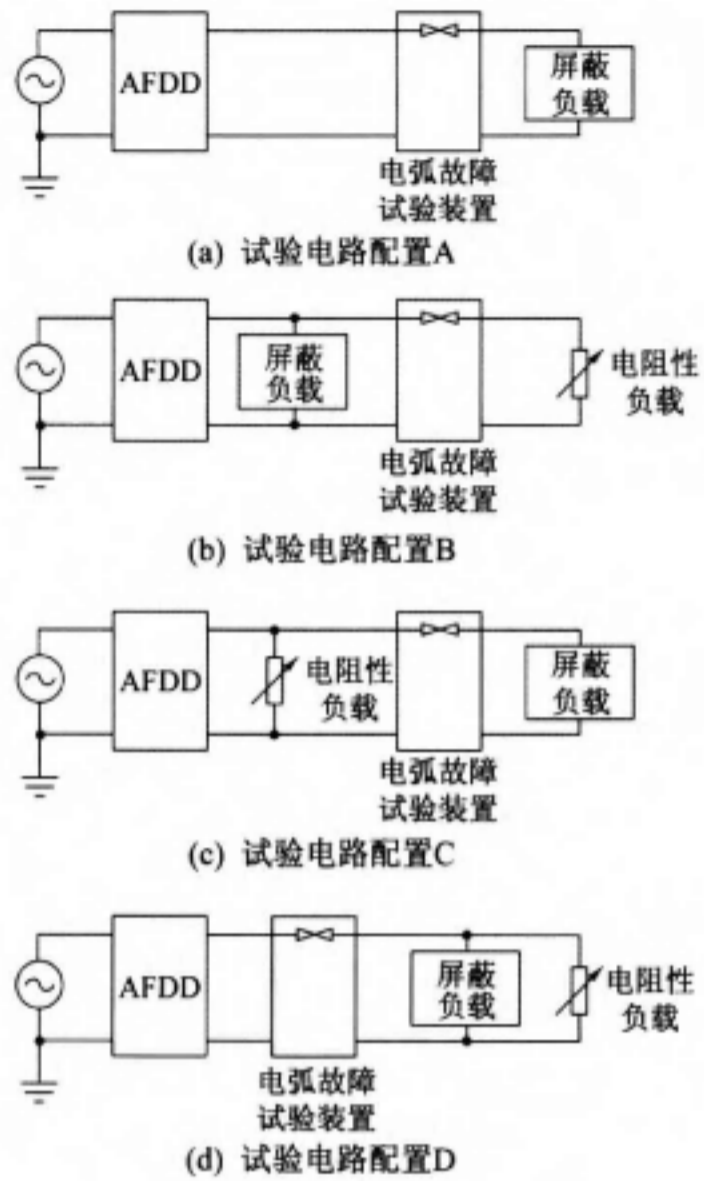 AFDD
屏蔽
负载
电弧故障
试验装置
(a) 试验电路配置A
AFDD
屏蔽
负载
电阻性
负载
电弧故障
试验装置
(b) 试验电路配置B
AFDD
电阻性
负载
屏蔽
负载
电弧故障
试验装置
(c) 试验电路配置C
AFDD
屏蔽
负载
电阻性
负载
电弧故障
试验装置
(d) 试验电路配置D